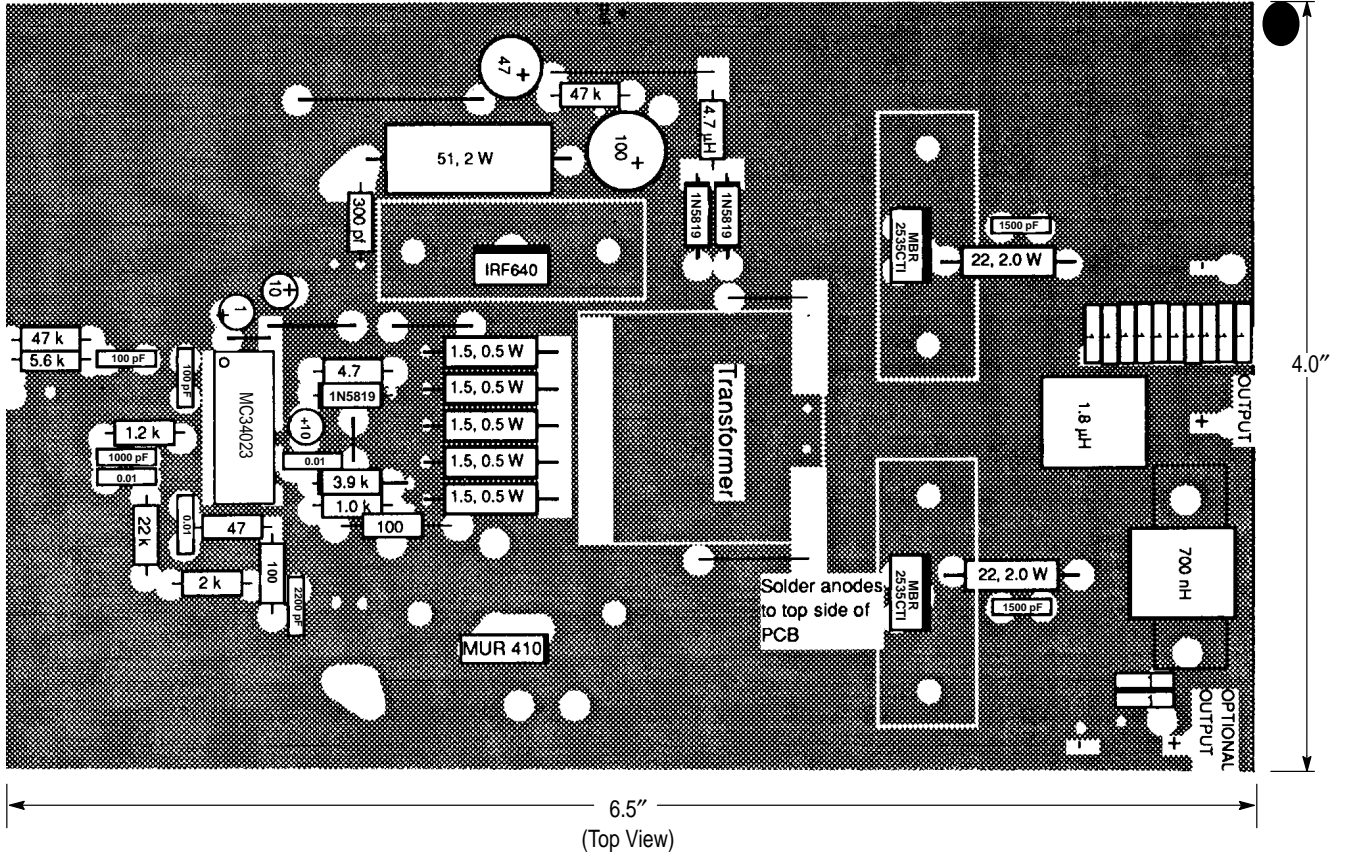 47
+
47 k
4.7 µH
100
+
51, 2 W
300 pf
1N5819
1N5819
IRF640
MBR
2535CTl
1500 pF
22, 2.0 W
-
10
+
1
+
47 k
5.6 k
100 pF
100 pF
MC34023
4.7
1N5819
+10
0.01
3.9 k
1.0 k
100
1.5, 0.5 W
1.5, 0.5 W
1.5, 0.5 W
1.5, 0.5 W
1.5, 0.5 W
Transformer
1.8 µH
+
OUTPUT
4.0″
1.2 k
1000 pF
0.01
22 k
0.01
47
2 k
100
2200 pF
MUR 410
Solder anodes
to top side of
PCB
MBR
2535CTl
22, 2.0 W
1500 pF
700 nH
-
+
OPTIONAL
OUTPUT
6.5″
(Top View)